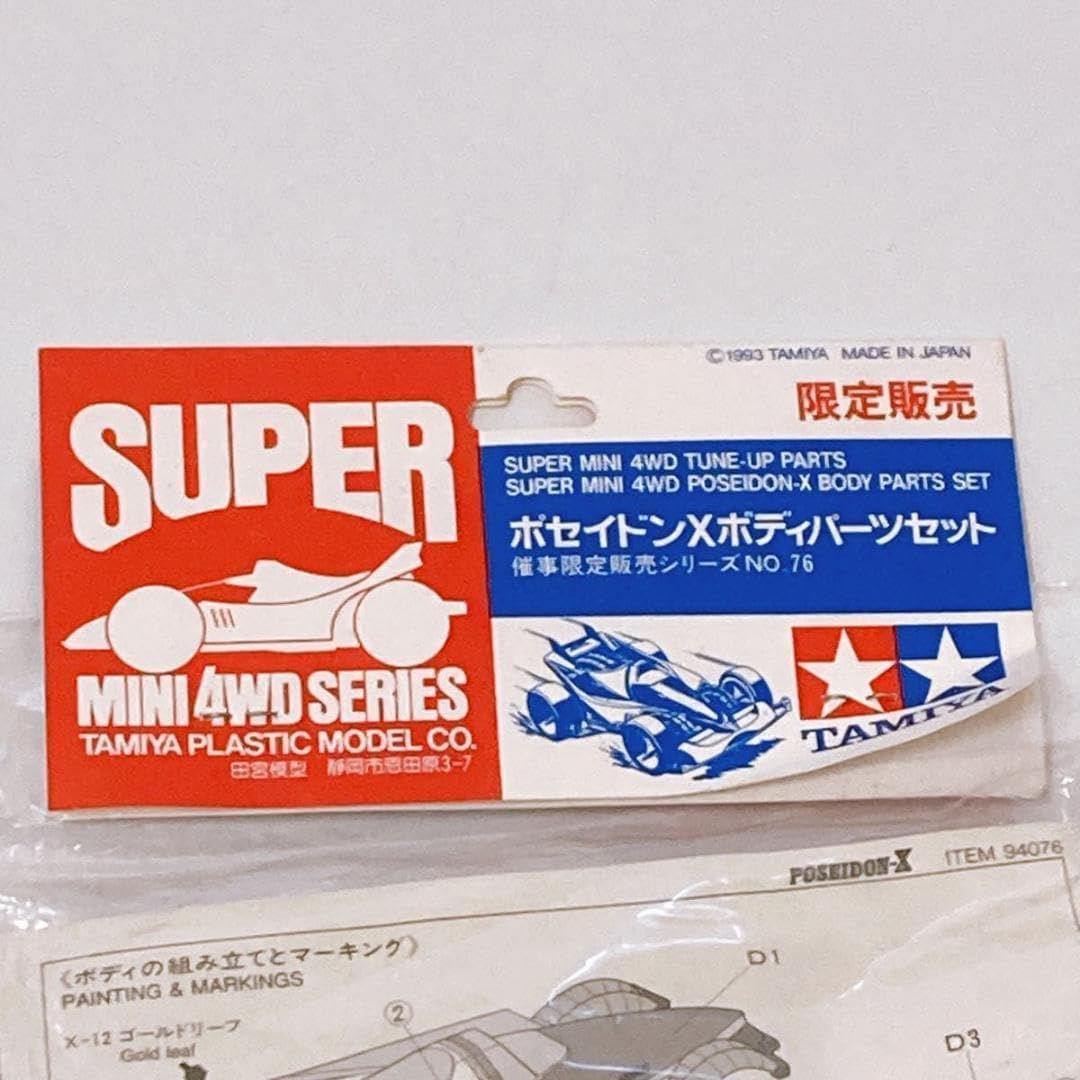 SUPER
MINI 4WD SERIES
TAMIYA PLASTIC MODEL CO.
田宮模型 静岡市恩田原3-7
©1993 TAMIYA MADE IN JAPAN
限定販売
SUPER MINI 4WD TUNE-UP PARTS
SUPER MINI 4WD POSEIDON-X BODY PARTS SET
ポセイドンXボディパーツセット
催事限定販売シリーズNO.76
TAMIYA
POSEIDON-X ITEM 94076
《ボディの組み立てとマーキング》
PAINTING & MARKINGS
X-12 ゴールドリーフ
Gold leaf
2
D1
D3